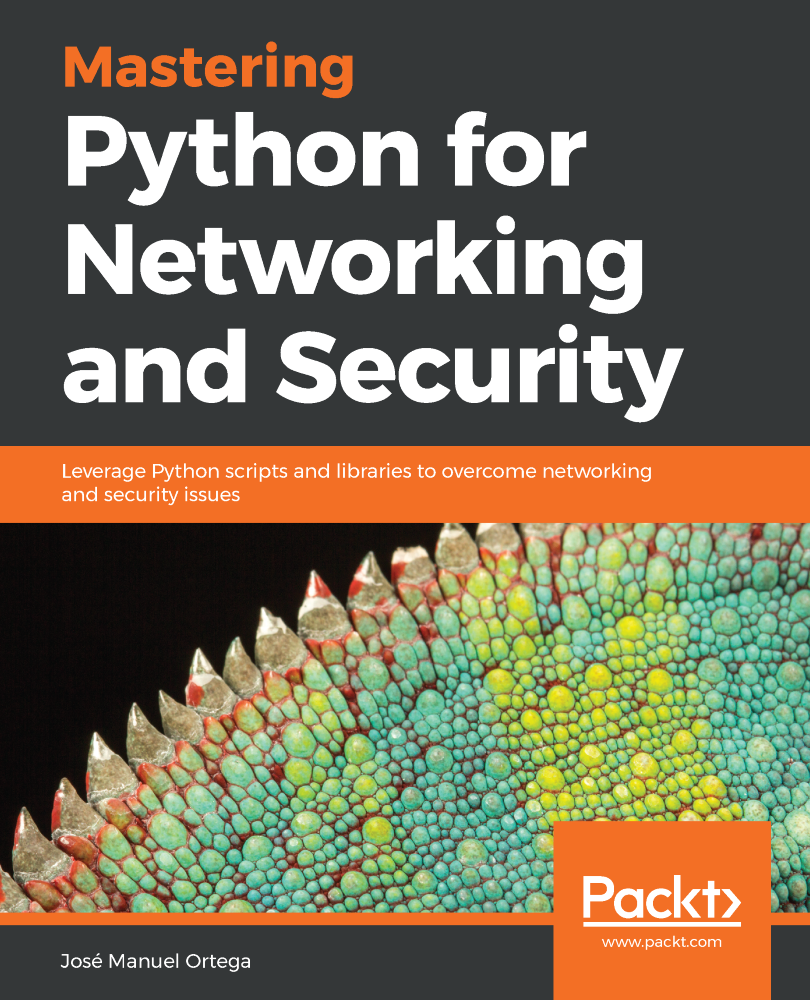 Mastering
Python for
Networking
and Security
Leverage Python scripts and libraries to overcome networking
and security issues
Packt>
www.packt.com
José Manuel Ortega